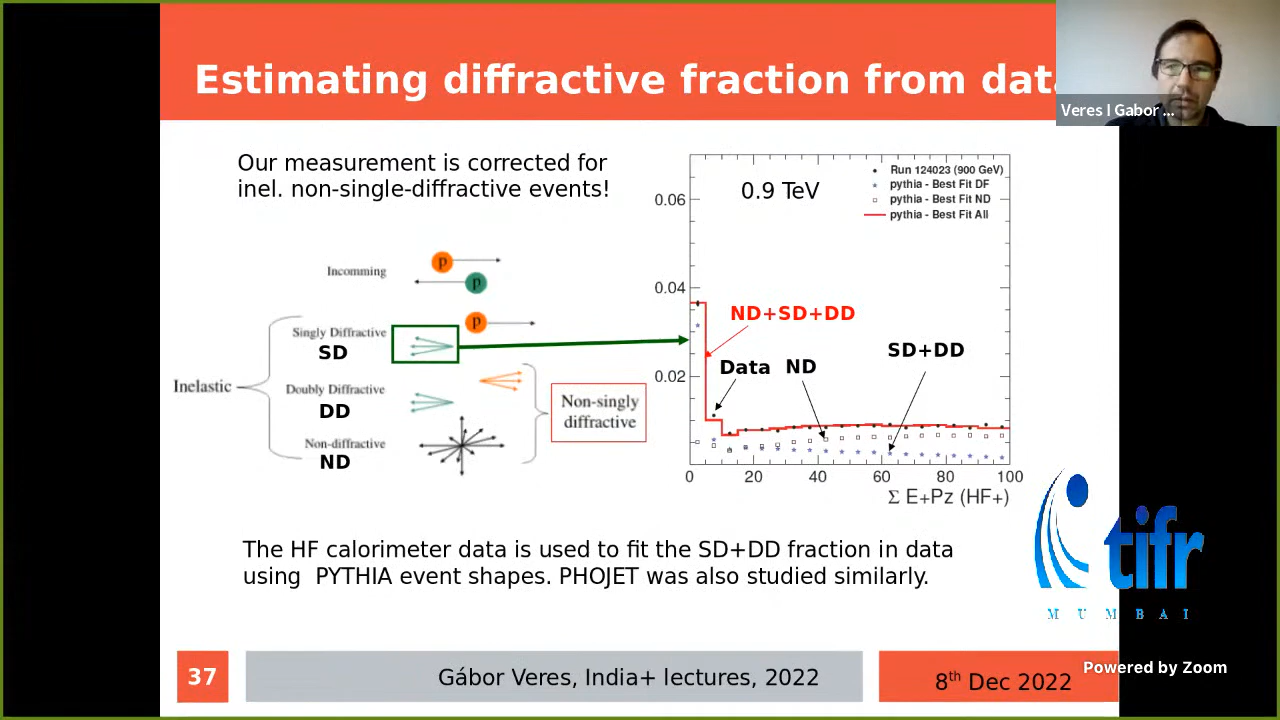 Estimating diffractive fraction from data
Veres I Gabor ...
Our measurement is corrected for
inel. non-single-diffractive events!
Incomming
p
p
p
Singly Diffractive
SD
Inelastic
Doubly Diffractive
DD
Non-diffractive
ND
Non-singly
diffractive
0.9 TeV
Run 124023 (900 GeV)
pythia - Best Fit DF
pythia - Best Fit ND
pythia - Best Fit All
0.06
0.04
0.02
ND+SD+DD
Data
ND
SD+DD
0 20 40 60 80 100
Σ E+Pz (HF+)
The HF calorimeter data is used to fit the SD+DD fraction in data
using PYTHIA event shapes. PHOJET was also studied similarly.
tifr
MUMBAI
37
Gábor Veres, India+ lectures, 2022
8th Dec 2022
Powered by Zoom